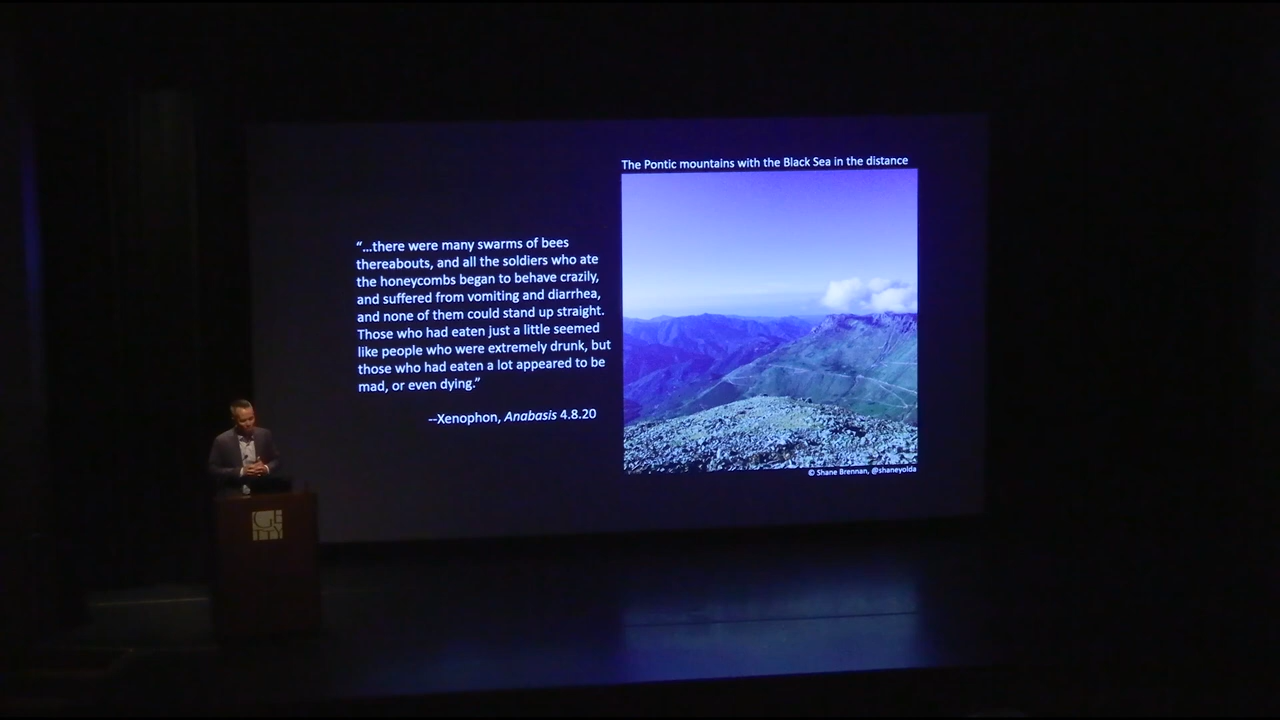 The Pontic mountains with the Black Sea in the distance
“...there were many swarms of bees
thereabouts, and all the soldiers who ate
the honeycombs began to behave crazily,
and suffered from vomiting and diarrhea,
and none of them could stand up straight.
Those who had eaten just a little seemed
like people who were extremely drunk, but
those who had eaten a lot appeared to be
mad, or even dying.”
--Xenophon, Anabasis 4.8.20
© Shane Brennan, @shaneyolda
GE
TTY